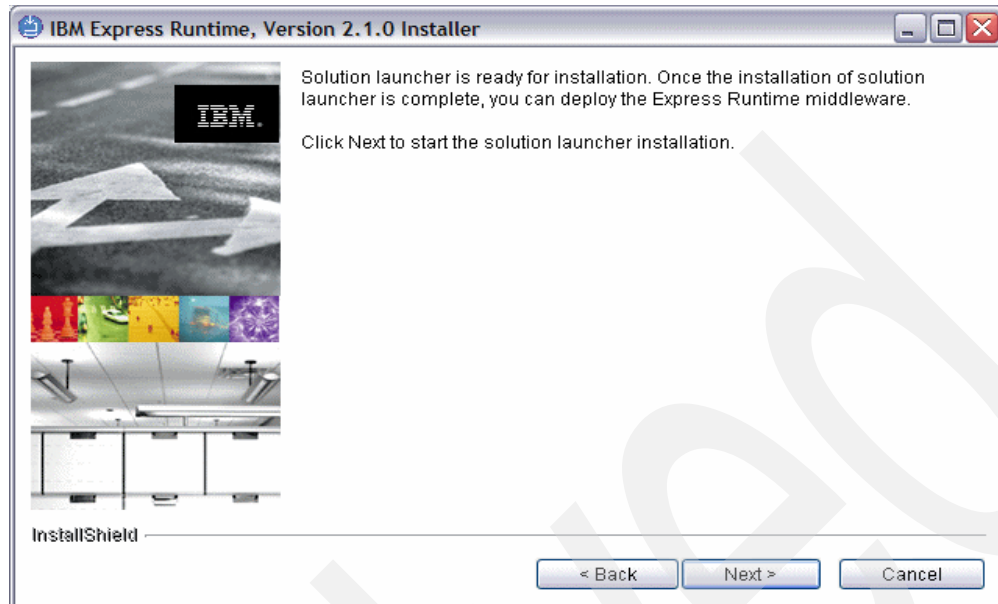 IBM Express Runtime, Version 2.1.0 Installer
IBM.
Solution launcher is ready for installation. Once the installation of solution
launcher is complete, you can deploy the Express Runtime middleware.
Click Next to start the solution launcher installation.
InstallShield
< Back
Next >
Cancel